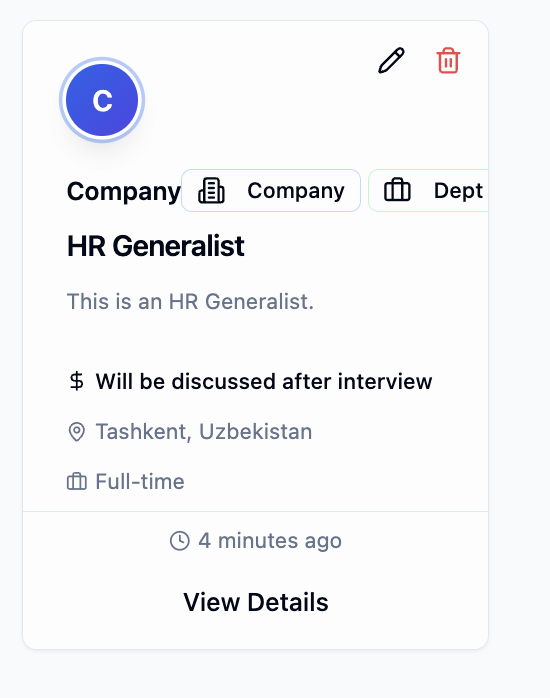 C
Company Company Dept
HR Generalist
This is an HR Generalist.
$ Will be discussed after interview
Tashkent, Uzbekistan
Full-time
4 minutes ago
View Details